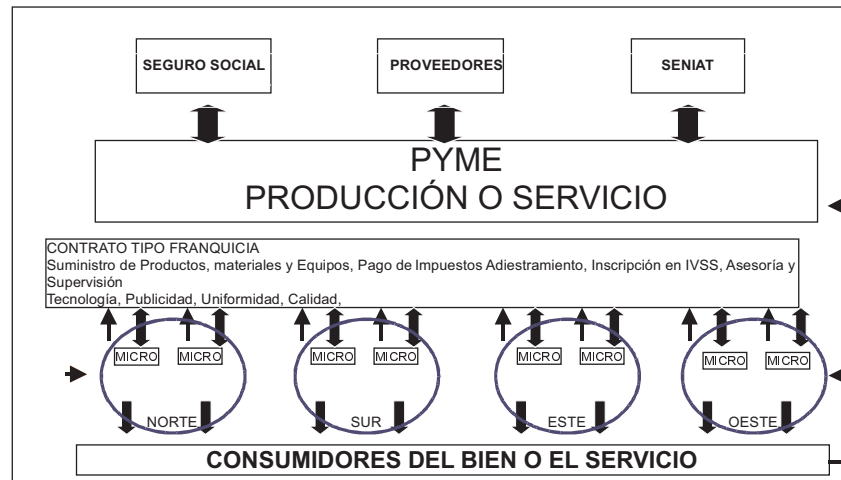 SEGURO SOCIAL
PROVEEDORES
SENIAT
PYME
PRODUCCIÓN O SERVICIO
CONTRATO TIPO FRANQUICIA
Suministro de Productos, materiales y Equipos, Pago de Impuestos Adiestramiento, Inscripción en IVSS, Asesoría y
Supervisión
Tecnología, Publicidad, Uniformidad, Calidad,
MICRO
MICRO
MICRO
MICRO
MICRO
MICRO
MICRO
MICRO
NORTE
SUR
ESTE
OESTE
CONSUMIDORES DEL BIEN O EL SERVICIO